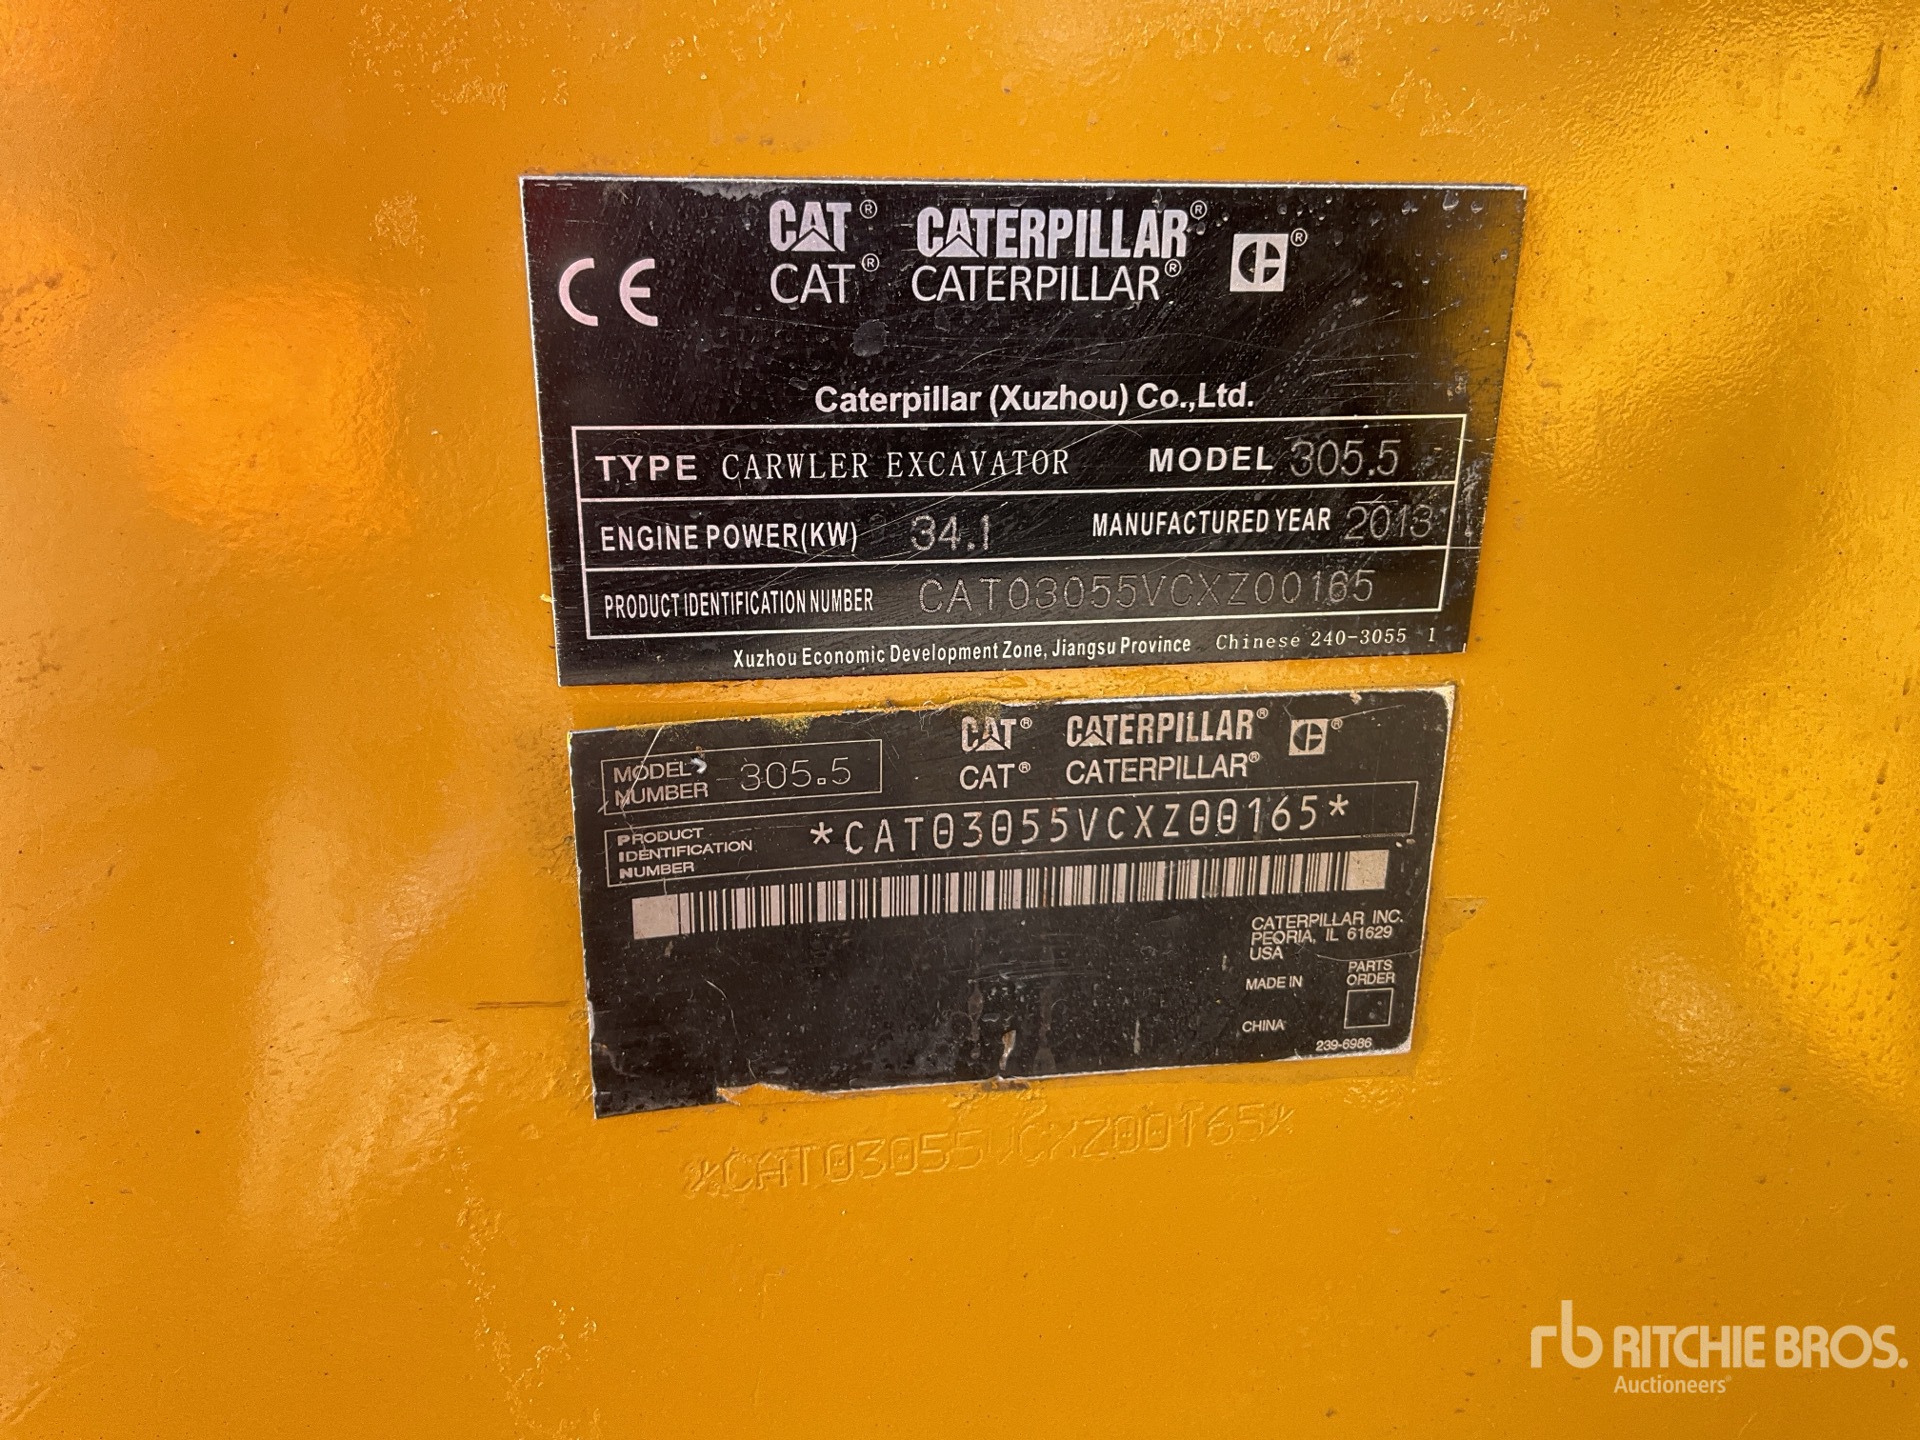 CAT® CATERPILLAR®
CAT® CATERPILLAR® C®
CE
Caterpillar (Xuzhou) Co.,Ltd.
TYPE CARWLER EXCAVATOR MODEL 305.5
ENGINE POWER(KW) 34.1 MANUFACTURED YEAR 2013
PRODUCT IDENTIFICATION NUMBER CAT03055VCXZ00165
Xuzhou Economic Development Zone, Jiangsu Province Chinese 240-3055 1
CAT® CATERPILLAR® C®
CAT® CATERPILLAR®
MODEL NUMBER 305.5
PRODUCT
IDENTIFICATION
NUMBER
*CAT03055VCXZ00165*
CATERPILLAR INC.
PEORIA, IL 61629
USA
MADE IN
CHINA
PARTS
ORDER
239-6986
*CAT03055VCXZ00165*
rb RITCHIE BROS.
Auctioneers